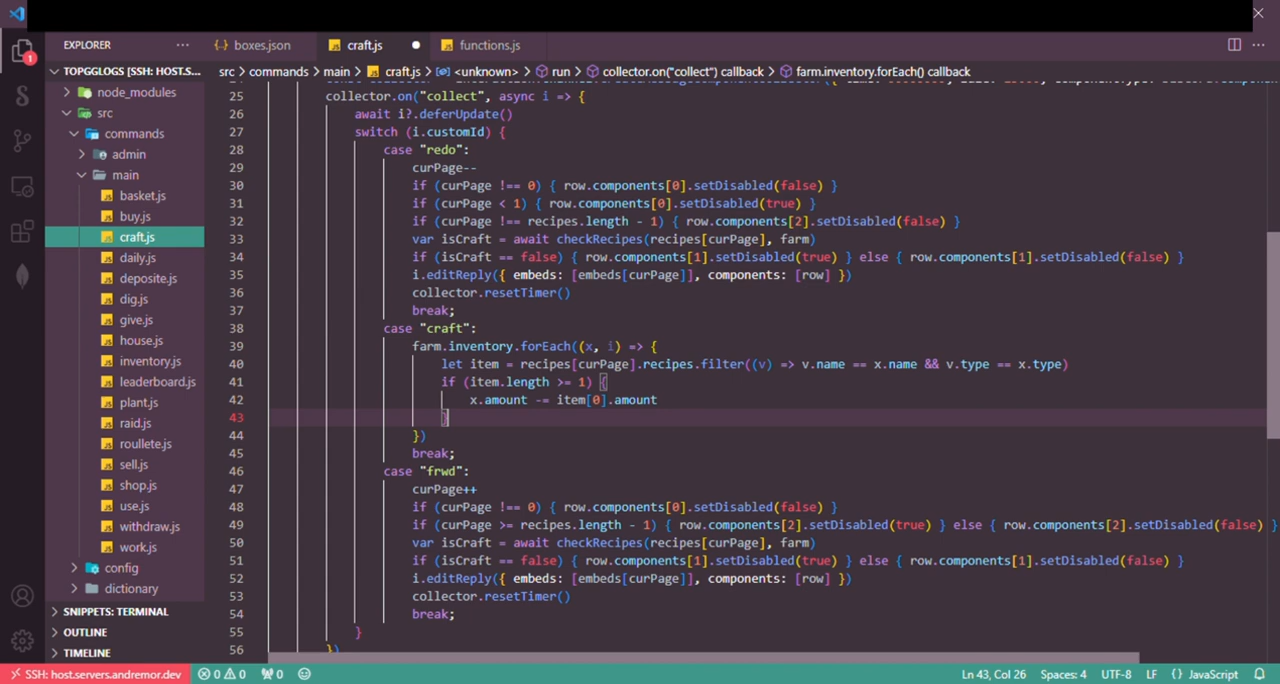 EXPLORER
boxes.json
craft.js
functions.js
1
TOPGGLOGS [SSH: HOST.S...
src > commands > main > craft.js > <unknown> > run > collector.on("collect") callback > farm.inventory.forEach() callback
node_modules
src
commands
admin
main
basket.js
buy.js
craft.js
daily.js
deposite.js
dig.js
give.js
house.js
inventory.js
leaderboard.js
plant.js
raid.js
roullete.js
sell.js
shop.js
use.js
withdraw.js
work.js
config
dictionary
SNIPPETS: TERMINAL
OUTLINE
TIMELINE
25 collector.on("collect", async i => {
26 await i?.deferUpdate()
27 switch (i.customId) {
28 case "redo":
29 curPage--
30 if (curPage !== 0) { row.components[0].setDisabled(false) }
31 if (curPage < 1) { row.components[0].setDisabled(true) }
32 if (curPage !== recipes.length - 1) { row.components[2].setDisabled(false) }
33 var isCraft = await checkRecipes(recipes[curPage], farm)
34 if (isCraft == false) { row.components[1].setDisabled(true) } else { row.components[1].setDisabled(false) }
35 i.editReply({ embeds: [embeds[curPage]], components: [row] })
36 collector.resetTimer()
37 break;
38 case "craft":
39 farm.inventory.forEach((x, i) => {
40 let item = recipes[curPage].recipes.filter((v) => v.name == x.name && v.type == x.type)
41 if (item.length >= 1) {
42 x.amount -= item[0].amount
43 }
44 })
45 break;
46 case "frwd":
47 curPage++
48 if (curPage !== 0) { row.components[0].setDisabled(false) }
49 if (curPage >= recipes.length - 1) { row.components[2].setDisabled(true) } else { row.components[2].setDisabled(false) }
50 var isCraft = await checkRecipes(recipes[curPage], farm)
51 if (isCraft == false) { row.components[1].setDisabled(true) } else { row.components[1].setDisabled(false) }
52 i.editReply({ embeds: [embeds[curPage]], components: [row] })
53 collector.resetTimer()
54 break;
55 }
56 })
SSH: host.servers.andremor.dev 0 0 0 Ln 43, Col 26 Spaces: 4 UTF-8 LF {} JavaScript